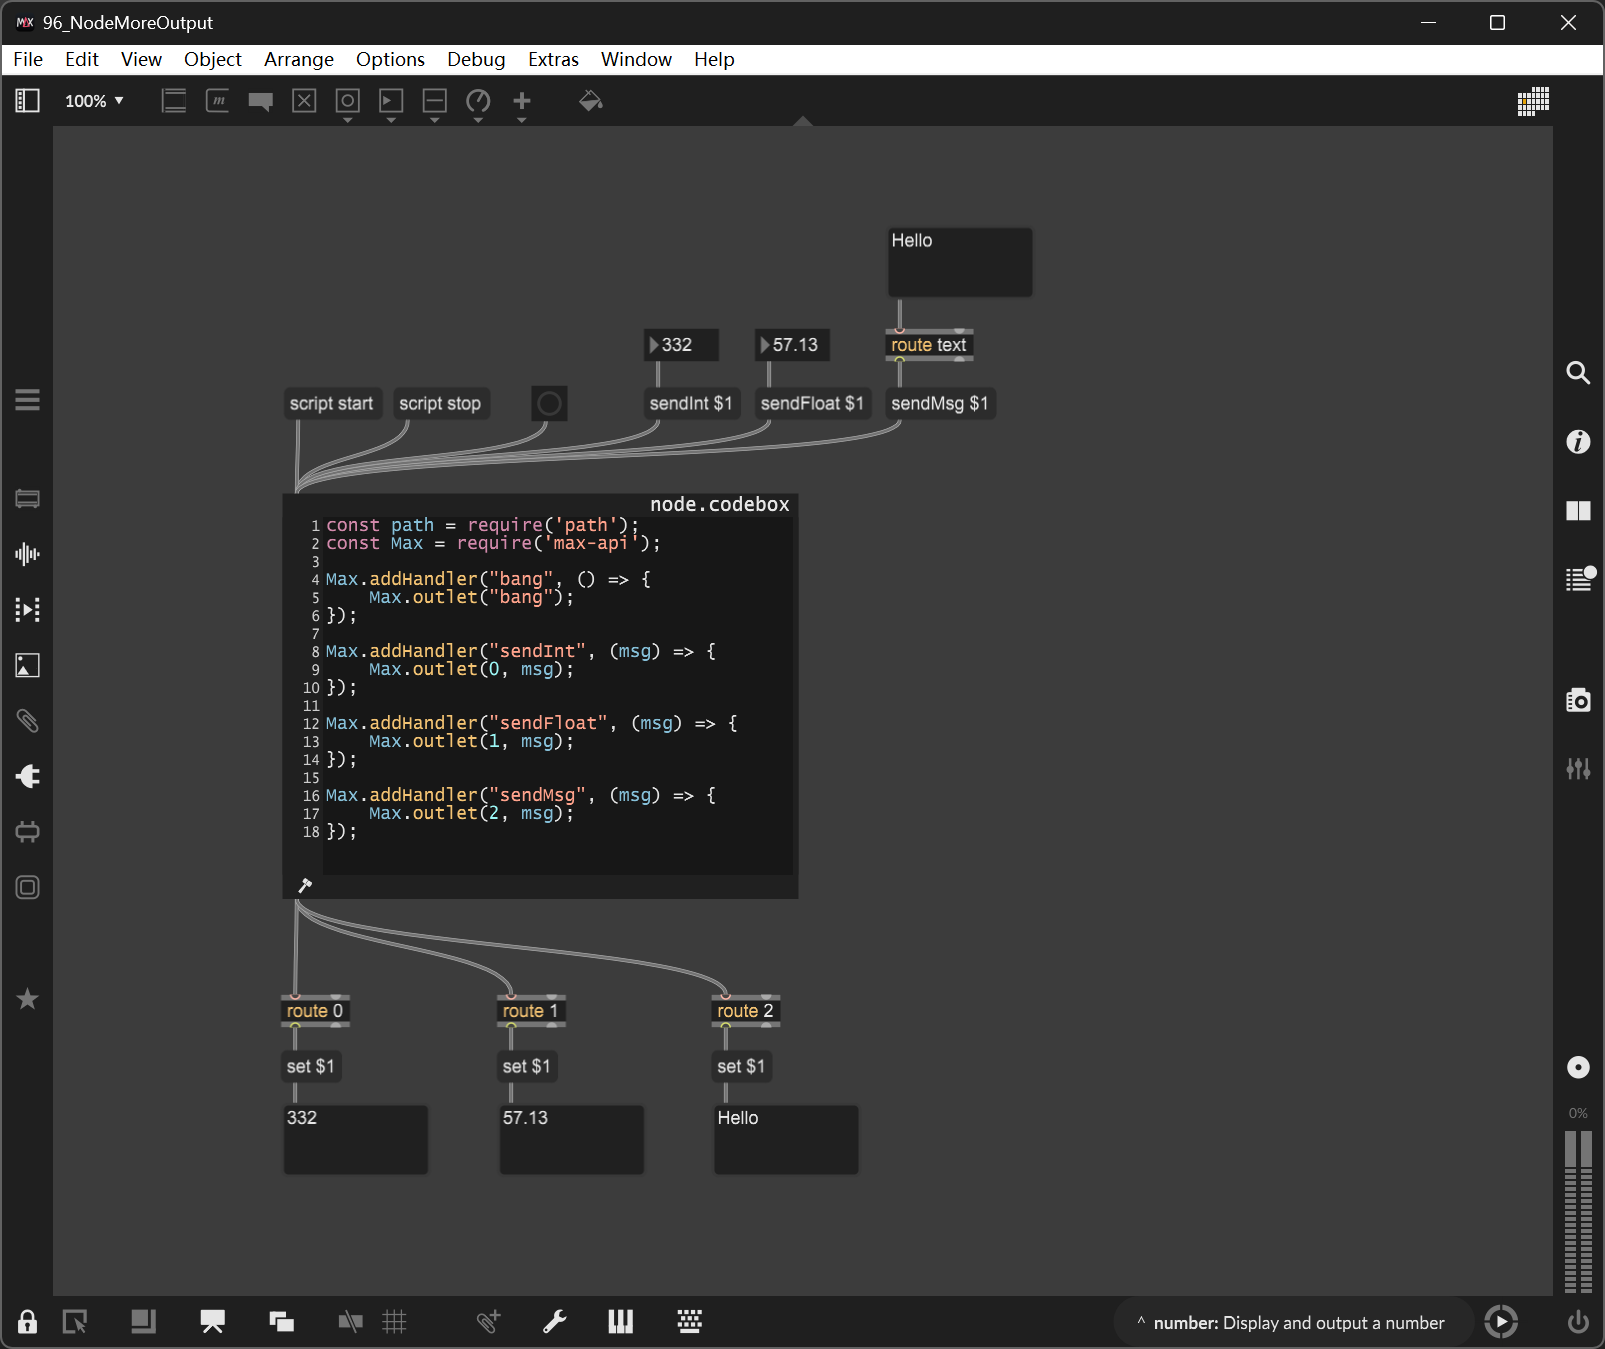 96_NodeMoreOutput
File Edit View Object Arrange Options Debug Extras Window Help
100%
m
Hello
332
57.13
route text
script start
script stop
sendInt $1
sendFloat $1
sendMsg $1
node.codebox
1 const path = require('path');
2 const Max = require('max-api');
3
4 Max.addHandler("bang", () => {
5     Max.outlet("bang");
6 });
7
8 Max.addHandler("sendInt", (msg) => {
9     Max.outlet(0, msg);
10 });
11
12 Max.addHandler("sendFloat", (msg) => {
13     Max.outlet(1, msg);
14 });
15
16 Max.addHandler("sendMsg", (msg) => {
17     Max.outlet(2, msg);
18 });
route 0
route 1
route 2
set $1
set $1
set $1
332
57.13
Hello
0%
^ number: Display and output a number